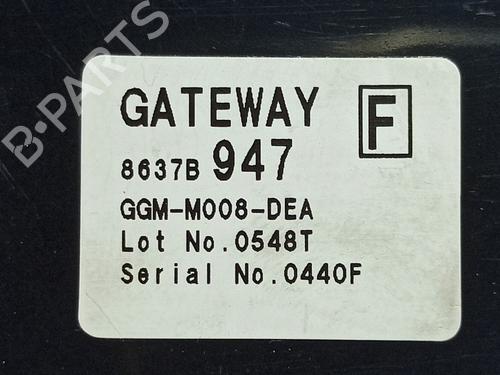 B-PARTS
GATEWAY F
8637B 947
GGM-M008-DEA
Lot No.0548T
Serial No.0440F